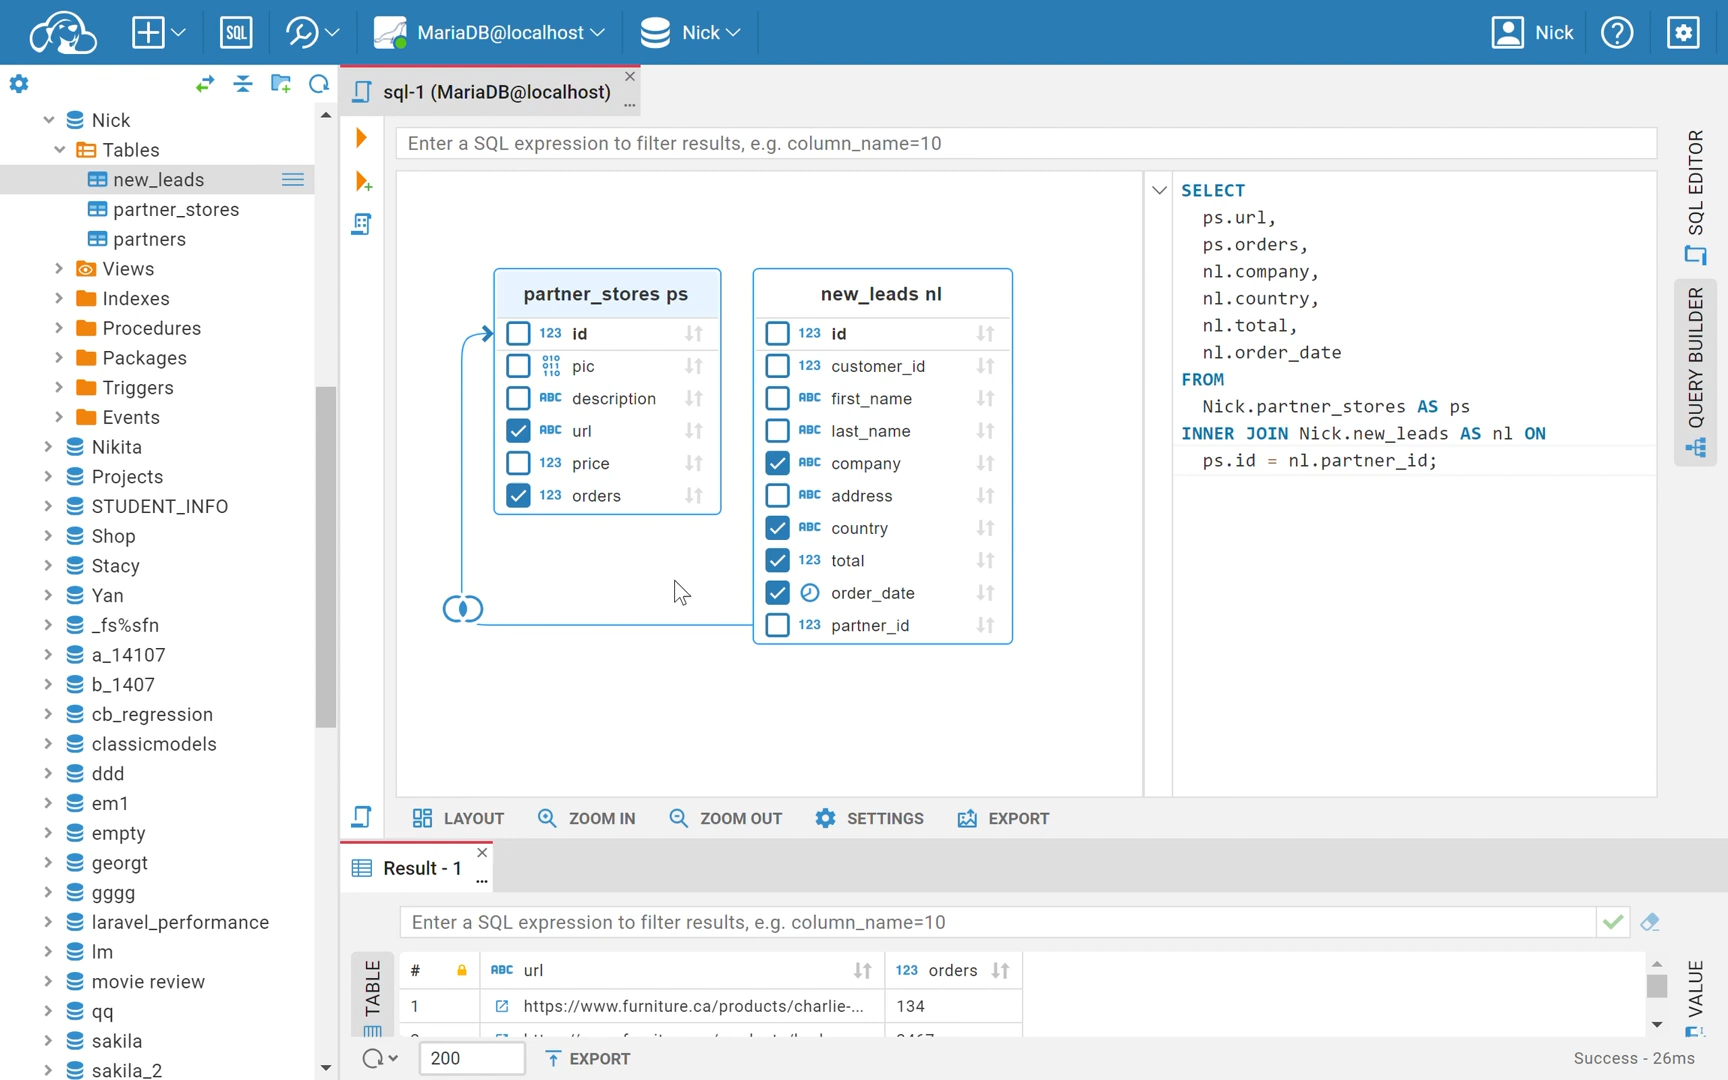 SQL
MariaDB@localhost
Nick
Nick
sql-1 (MariaDB@localhost)
Nick
Tables
new_leads
partner_stores
partners
Views
Indexes
Procedures
Packages
Triggers
Events
Nikita
Projects
STUDENT_INFO
Shop
Stacy
Yan
_fs%sfn
a_14107
b_1407
cb_regression
classicmodels
ddd
em1
empty
georgt
gggg
laravel_performance
lm
movie review
qq
sakila
sakila_2
Enter a SQL expression to filter results, e.g. column_name=10
partner_stores ps
123 id
010 011 110 pic
ABC description
ABC url
123 price
123 orders
new_leads nl
123 id
123 customer_id
ABC first_name
ABC last_name
ABC company
ABC address
ABC country
123 total
order_date
123 partner_id
SELECT
ps.url,
ps.orders,
nl.company,
nl.country,
nl.total,
nl.order_date
FROM
Nick.partner_stores AS ps
INNER JOIN Nick.new_leads AS nl ON
ps.id = nl.partner_id;
SQL EDITOR
QUERY BUILDER
LAYOUT
ZOOM IN
ZOOM OUT
SETTINGS
EXPORT
Result - 1
Enter a SQL expression to filter results, e.g. column_name=10
TABLE
# ABC url 123 orders
1 https://www.furniture.ca/products/charlie-... 134
VALUE
200
EXPORT
Success - 26ms